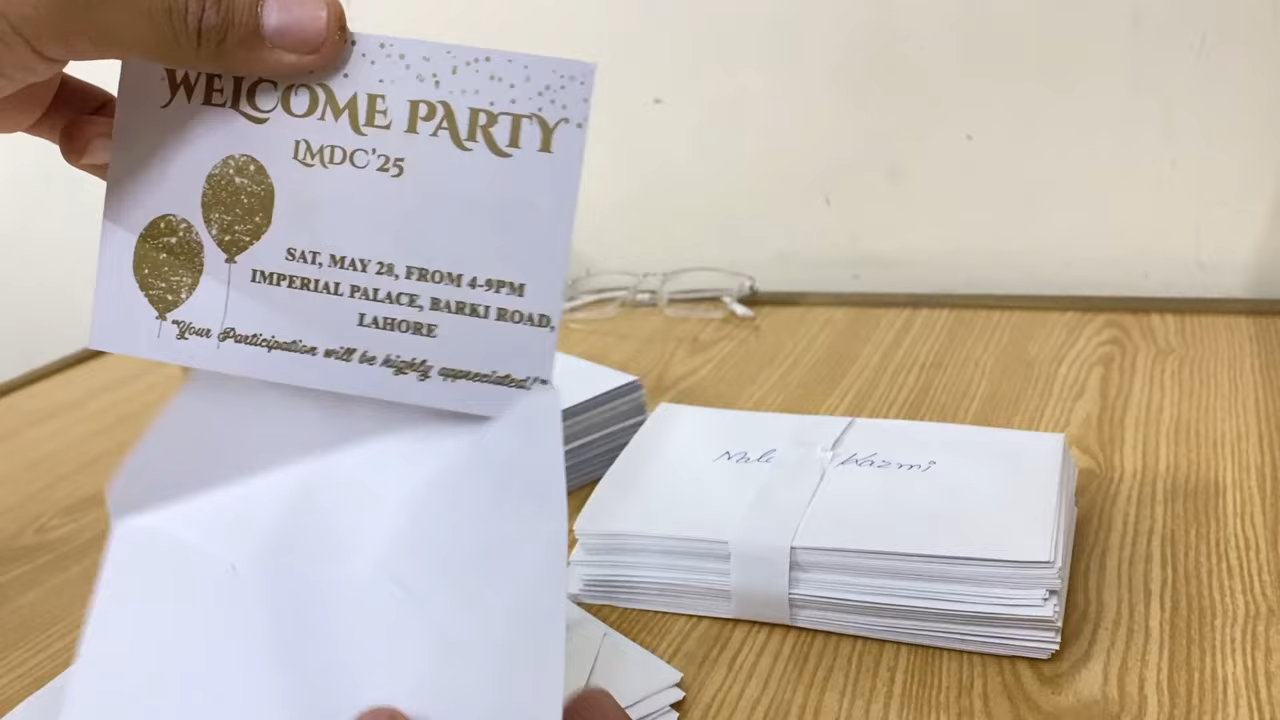 WELCOME PARTY
LMDC'25
SAT, MAY 28, FROM 4-9PM
IMPERIAL PALACE, BARKI ROAD,
LAHORE
"Your Participation will be highly appreciated!"
Kazmi